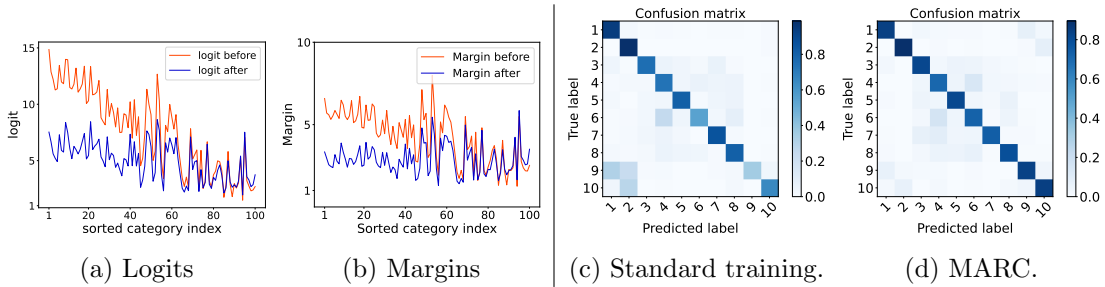 15
10
5
1
logit
logit before
logit after
1 20 40 60 80 100
sorted category index
(a) Logits
10
5
1
Margin
Margin before
Margin after
1 20 40 60 80 100
Sorted category index
(b) Margins
Confusion matrix
True label
1
2
3
4
5
6
7
8
9
10
1 2 3 4 5 6 7 8 9 10
Predicted label
0.8
0.6
0.4
0.2
0.0
(c) Standard training.
Confusion matrix
True label
1
2
3
4
5
6
7
8
9
10
1 2 3 4 5 6 7 8 9 10
Predicted label
0.8
0.6
0.4
0.2
0.0
(d) MARC.